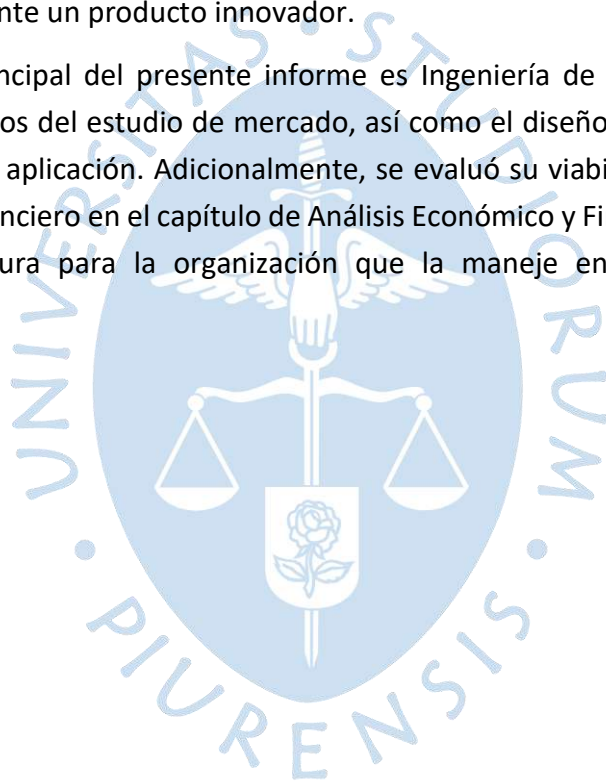 nte un producto innovador.
ncipal del presente informe es Ingeniería de
os del estudio de mercado, así como el diseño
aplicación. Adicionalmente, se evaluó su viabi
nciero en el capítulo de Análisis Económico y Fi
ura para la organización que la maneje en
UNIVERSITAS • STUDIORUM • PIURENSIS •